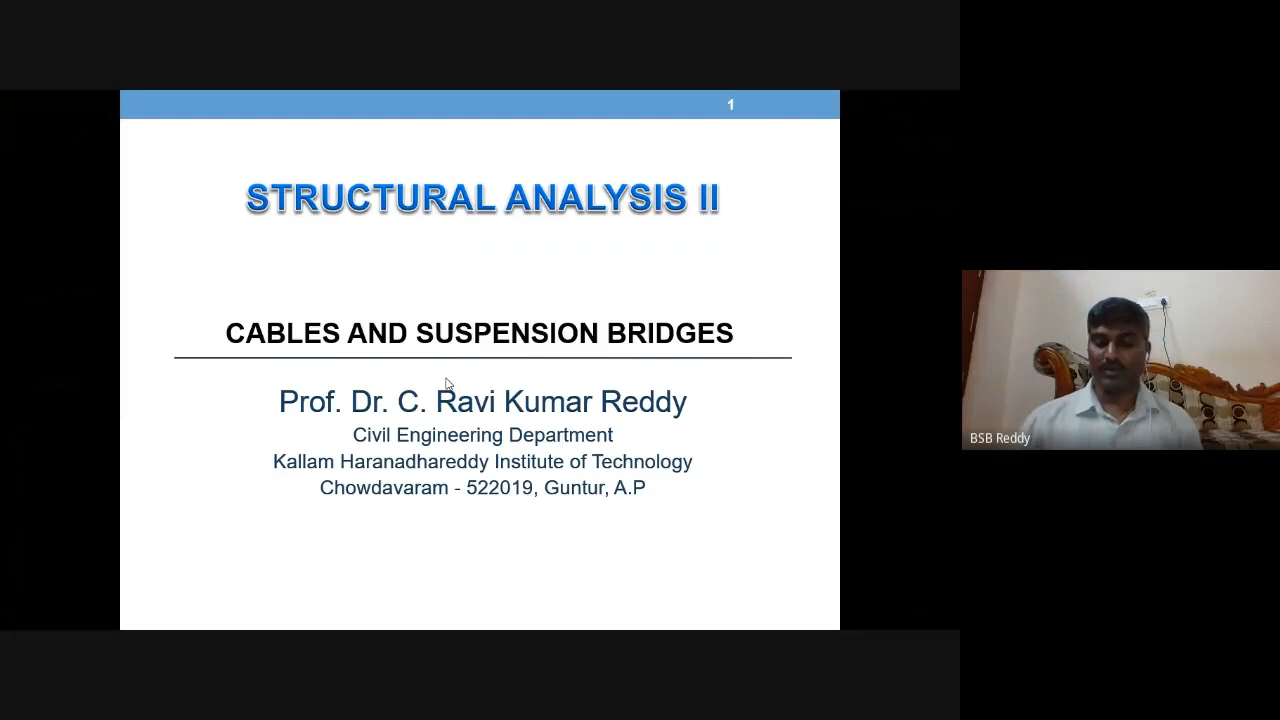 1
STRUCTURAL ANALYSIS II
CABLES AND SUSPENSION BRIDGES
Prof. Dr. C. Ravi Kumar Reddy
Civil Engineering Department
Kallam Haranadhareddy Institute of Technology
Chowdavaram - 522019, Guntur, A.P
BSB Reddy